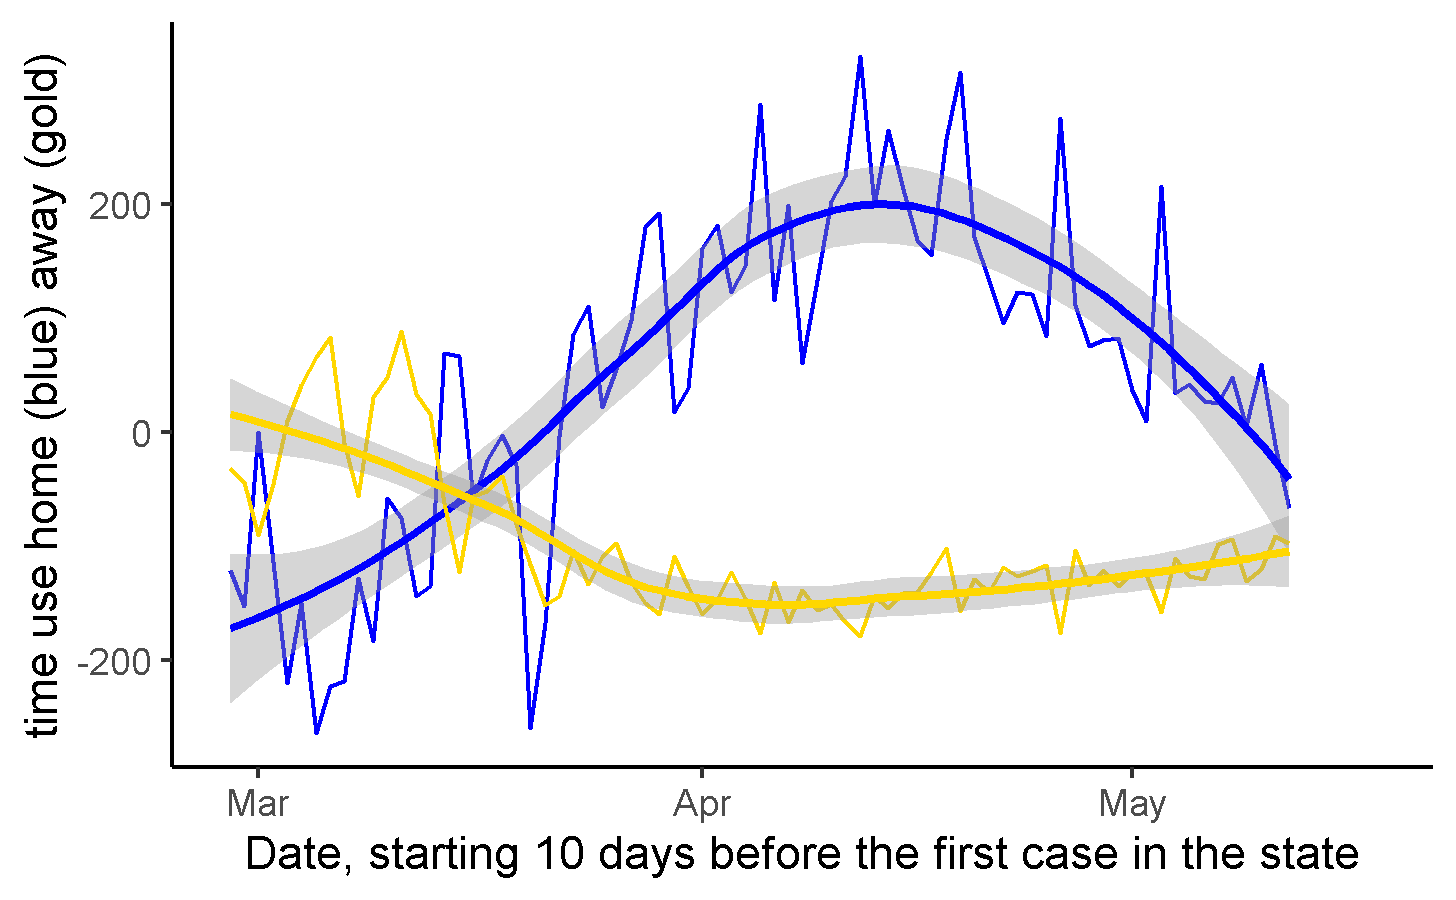 time use home (blue) away (gold)
200
0
-200
Mar Apr May
Date, starting 10 days before the first case in the state